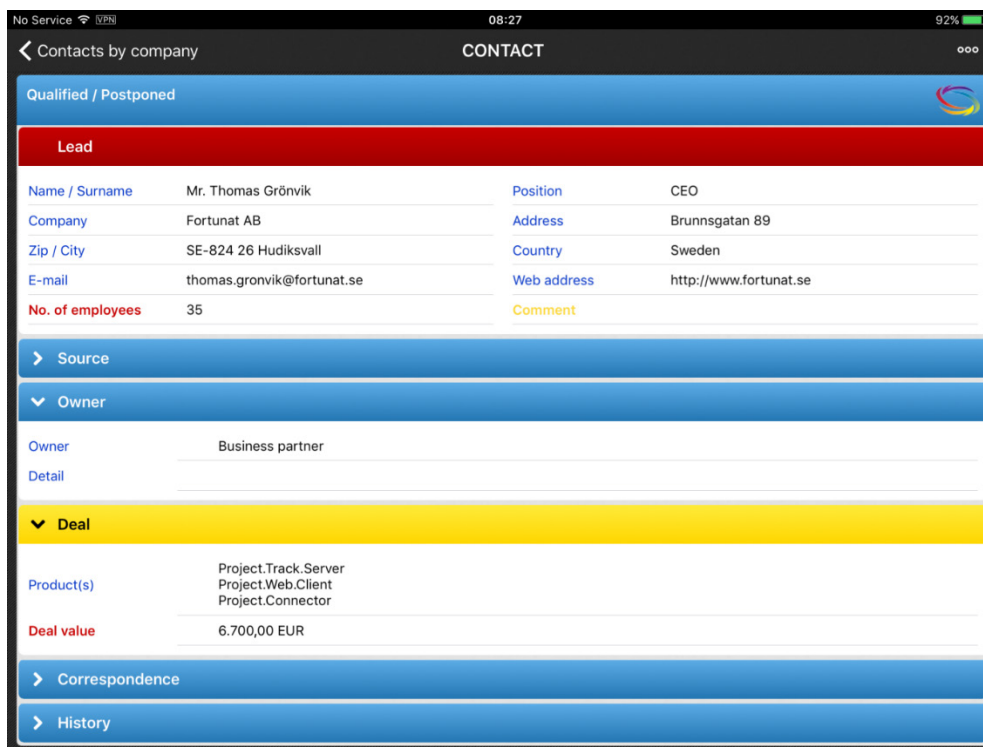 No Service VPN 08:27 92%
Contacts by company CONTACT
Qualified / Postponed
Lead
Name / Surname Mr. Thomas Grönvik Position CEO
Company Fortunat AB Address Brunnsgatan 89
Zip / City SE-824 26 Hudiksvall Country Sweden
E-mail thomas.gronvik@fortunat.se Web address http://www.fortunat.se
No. of employees 35 Comment
Source
Owner
Owner Business partner
Detail
Deal
Product(s) Project.Track.Server
Project.Web.Client
Project.Connector
Deal value 6.700,00 EUR
Correspondence
History